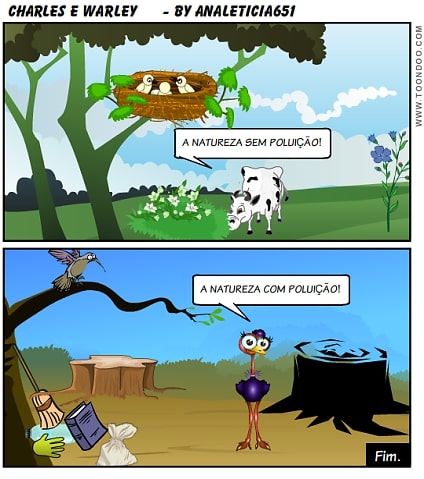 CHARLES E WARLEY - BY ANALETICIA651
WWW.TOONDOO.COM
A NATUREZA SEM POLUIÇÃO!
A NATUREZA COM POLUIÇÃO!
Fim.